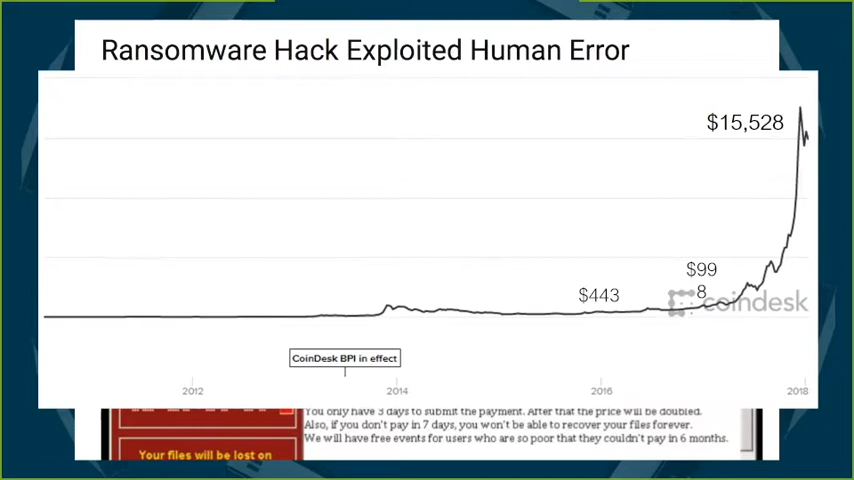 Ransomware Hack Exploited Human Error
$15,528
$99
8
$443
coindesk
CoinDesk BPI in effect
2012
2014
2016
2018
You only have 3 days to submit the payment. After that the price will be doubled.
Also, if you don't pay in 7 days, you won't be able to recover your files forever.
We will have free events for users who are so poor that they couldn't pay in 6 months.
Your files will be lost on